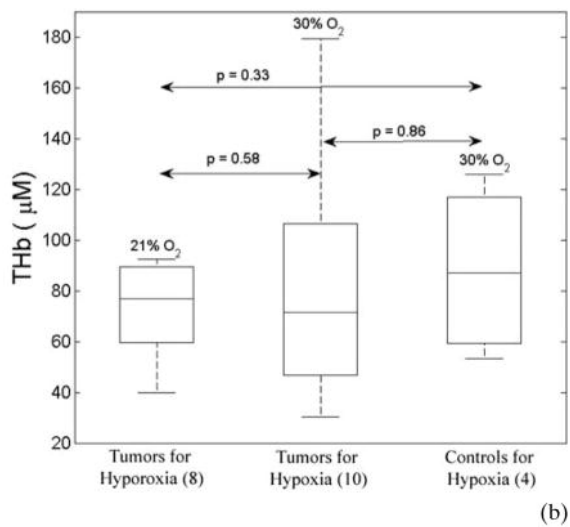 180
30% O2
160
p = 0.33
140
p = 0.86
30% O2
120
p = 0.58
THb ( μM)
100
21% O2
80
60
40
20
Tumors for
Hyporoxia (8)
Tumors for
Hypoxia (10)
Controls for
Hypoxia (4)
(b)